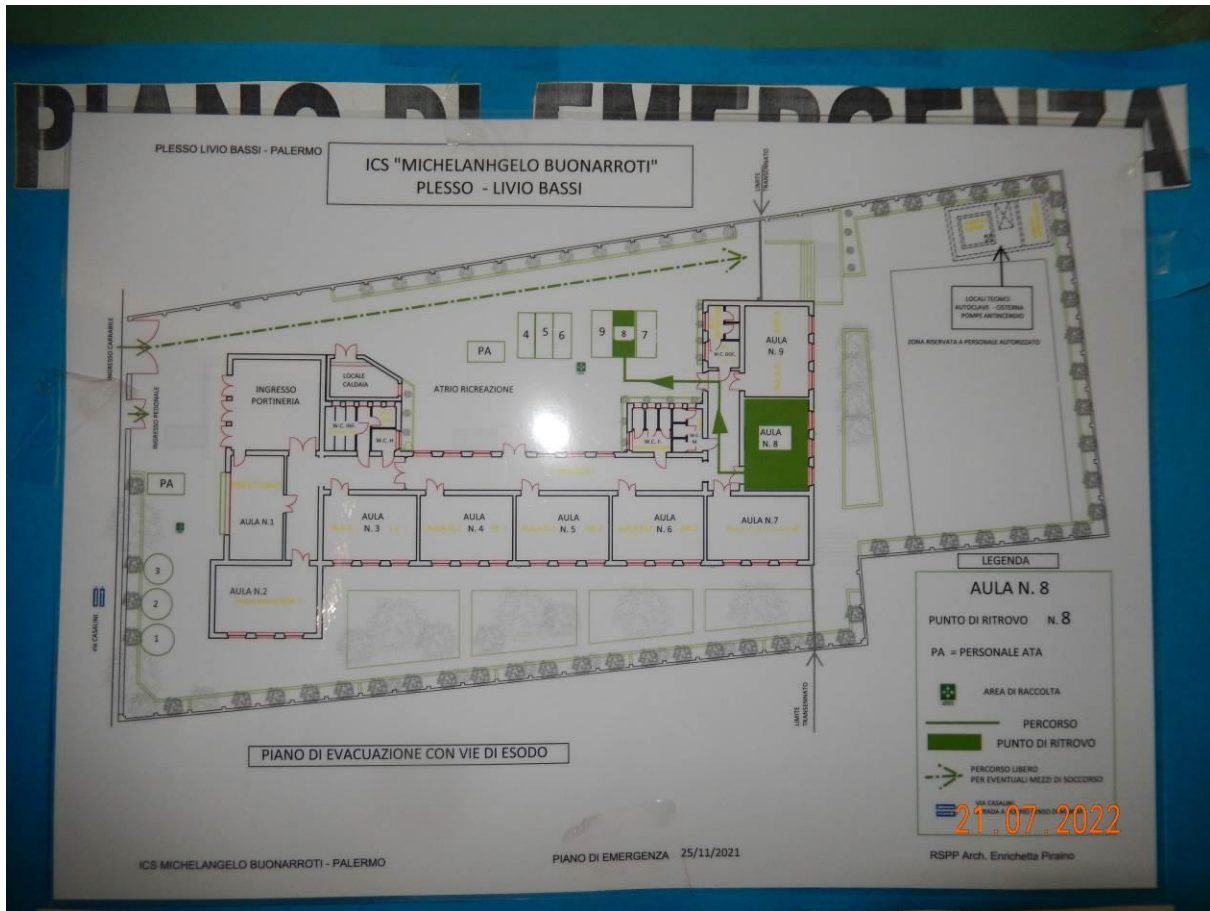 PIANO DI EMERGENZA
PLESSO LIVIO BASSI - PALERMO
ICS "MICHELANHGELO BUONARROTI"
PLESSO - LIVIO BASSI
LIMITE
TRANSENNATO
LOCALI TECNICI
AUTOCLAVE - CISTERNA
POMPE ANTINCENDIO
ZONA RISERVATA A PERSONALE AUTORIZZATO
INGRESSO CARRABILE
INGRESSO PEDONALE
4
5
6
9
8
7
PA
W.C. DOC.
AULA
N. 9
LOCALE
CALDAIA
INGRESSO
PORTINERIA
ATRIO RICREAZIONE
W.C. INF.
W.C. H
W.C. F.
W.C.
M.
AULA
N. 8
PA
AULA N.1
AULA
N. 3
AULA
N. 4
AULA
N. 5
AULA
N. 6
AULA N.7
AULA N.2
3
2
1
via CASALINI
LIMITE
TRANSENNATO
LEGENDA
AULA N. 8
PUNTO DI RITROVO N. 8
PA = PERSONALE ATA
AREA DI RACCOLTA
PERCORSO
PUNTO DI RITROVO
PERCORSO LIBERO
PER EVENTUALI MEZZI DI SOCCORSO
VIA CASALINI
21.07.2022
PIANO DI EVACUAZIONE CON VIE DI ESODO
ICS MICHELANGELO BUONARROTI - PALERMO
PIANO DI EMERGENZA 25/11/2021
RSPP Arch. Enrichetta Piraino